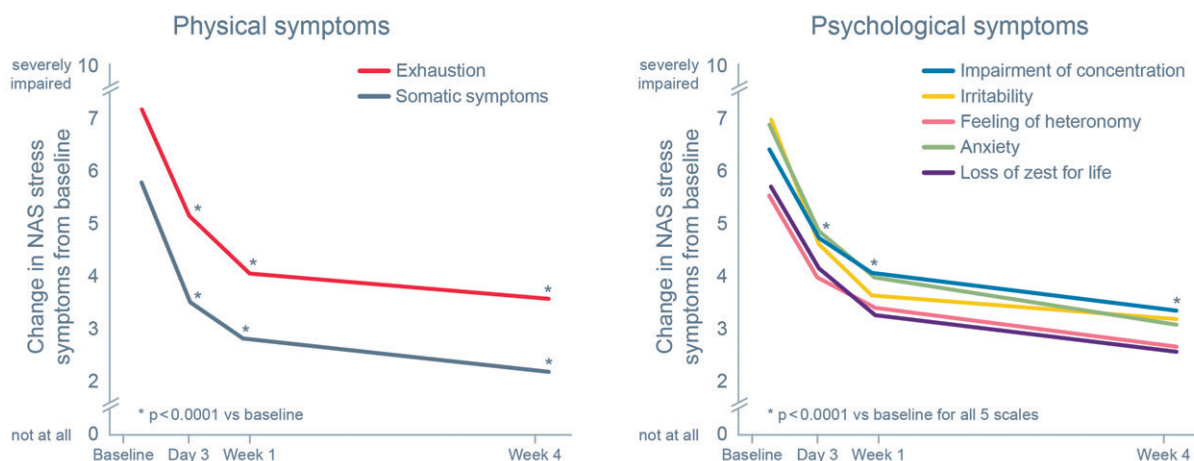 Physical symptoms
severely
impaired
10
7
6
5
4
3
2
0
not at all
Change in NAS stress
symptoms from baseline
Exhaustion
Somatic symptoms
*
*
*
*
*
*
* p<0.0001 vs baseline
Baseline Day 3 Week 1 Week 4
Psychological symptoms
severely
impaired
10
7
6
5
4
3
2
0
not at all
Change in NAS stress
symptoms from baseline
Impairment of concentration
Irritability
Feeling of heteronomy
Anxiety
Loss of zest for life
*
*
*
* p<0.0001 vs baseline for all 5 scales
Baseline Day 3 Week 1 Week 4